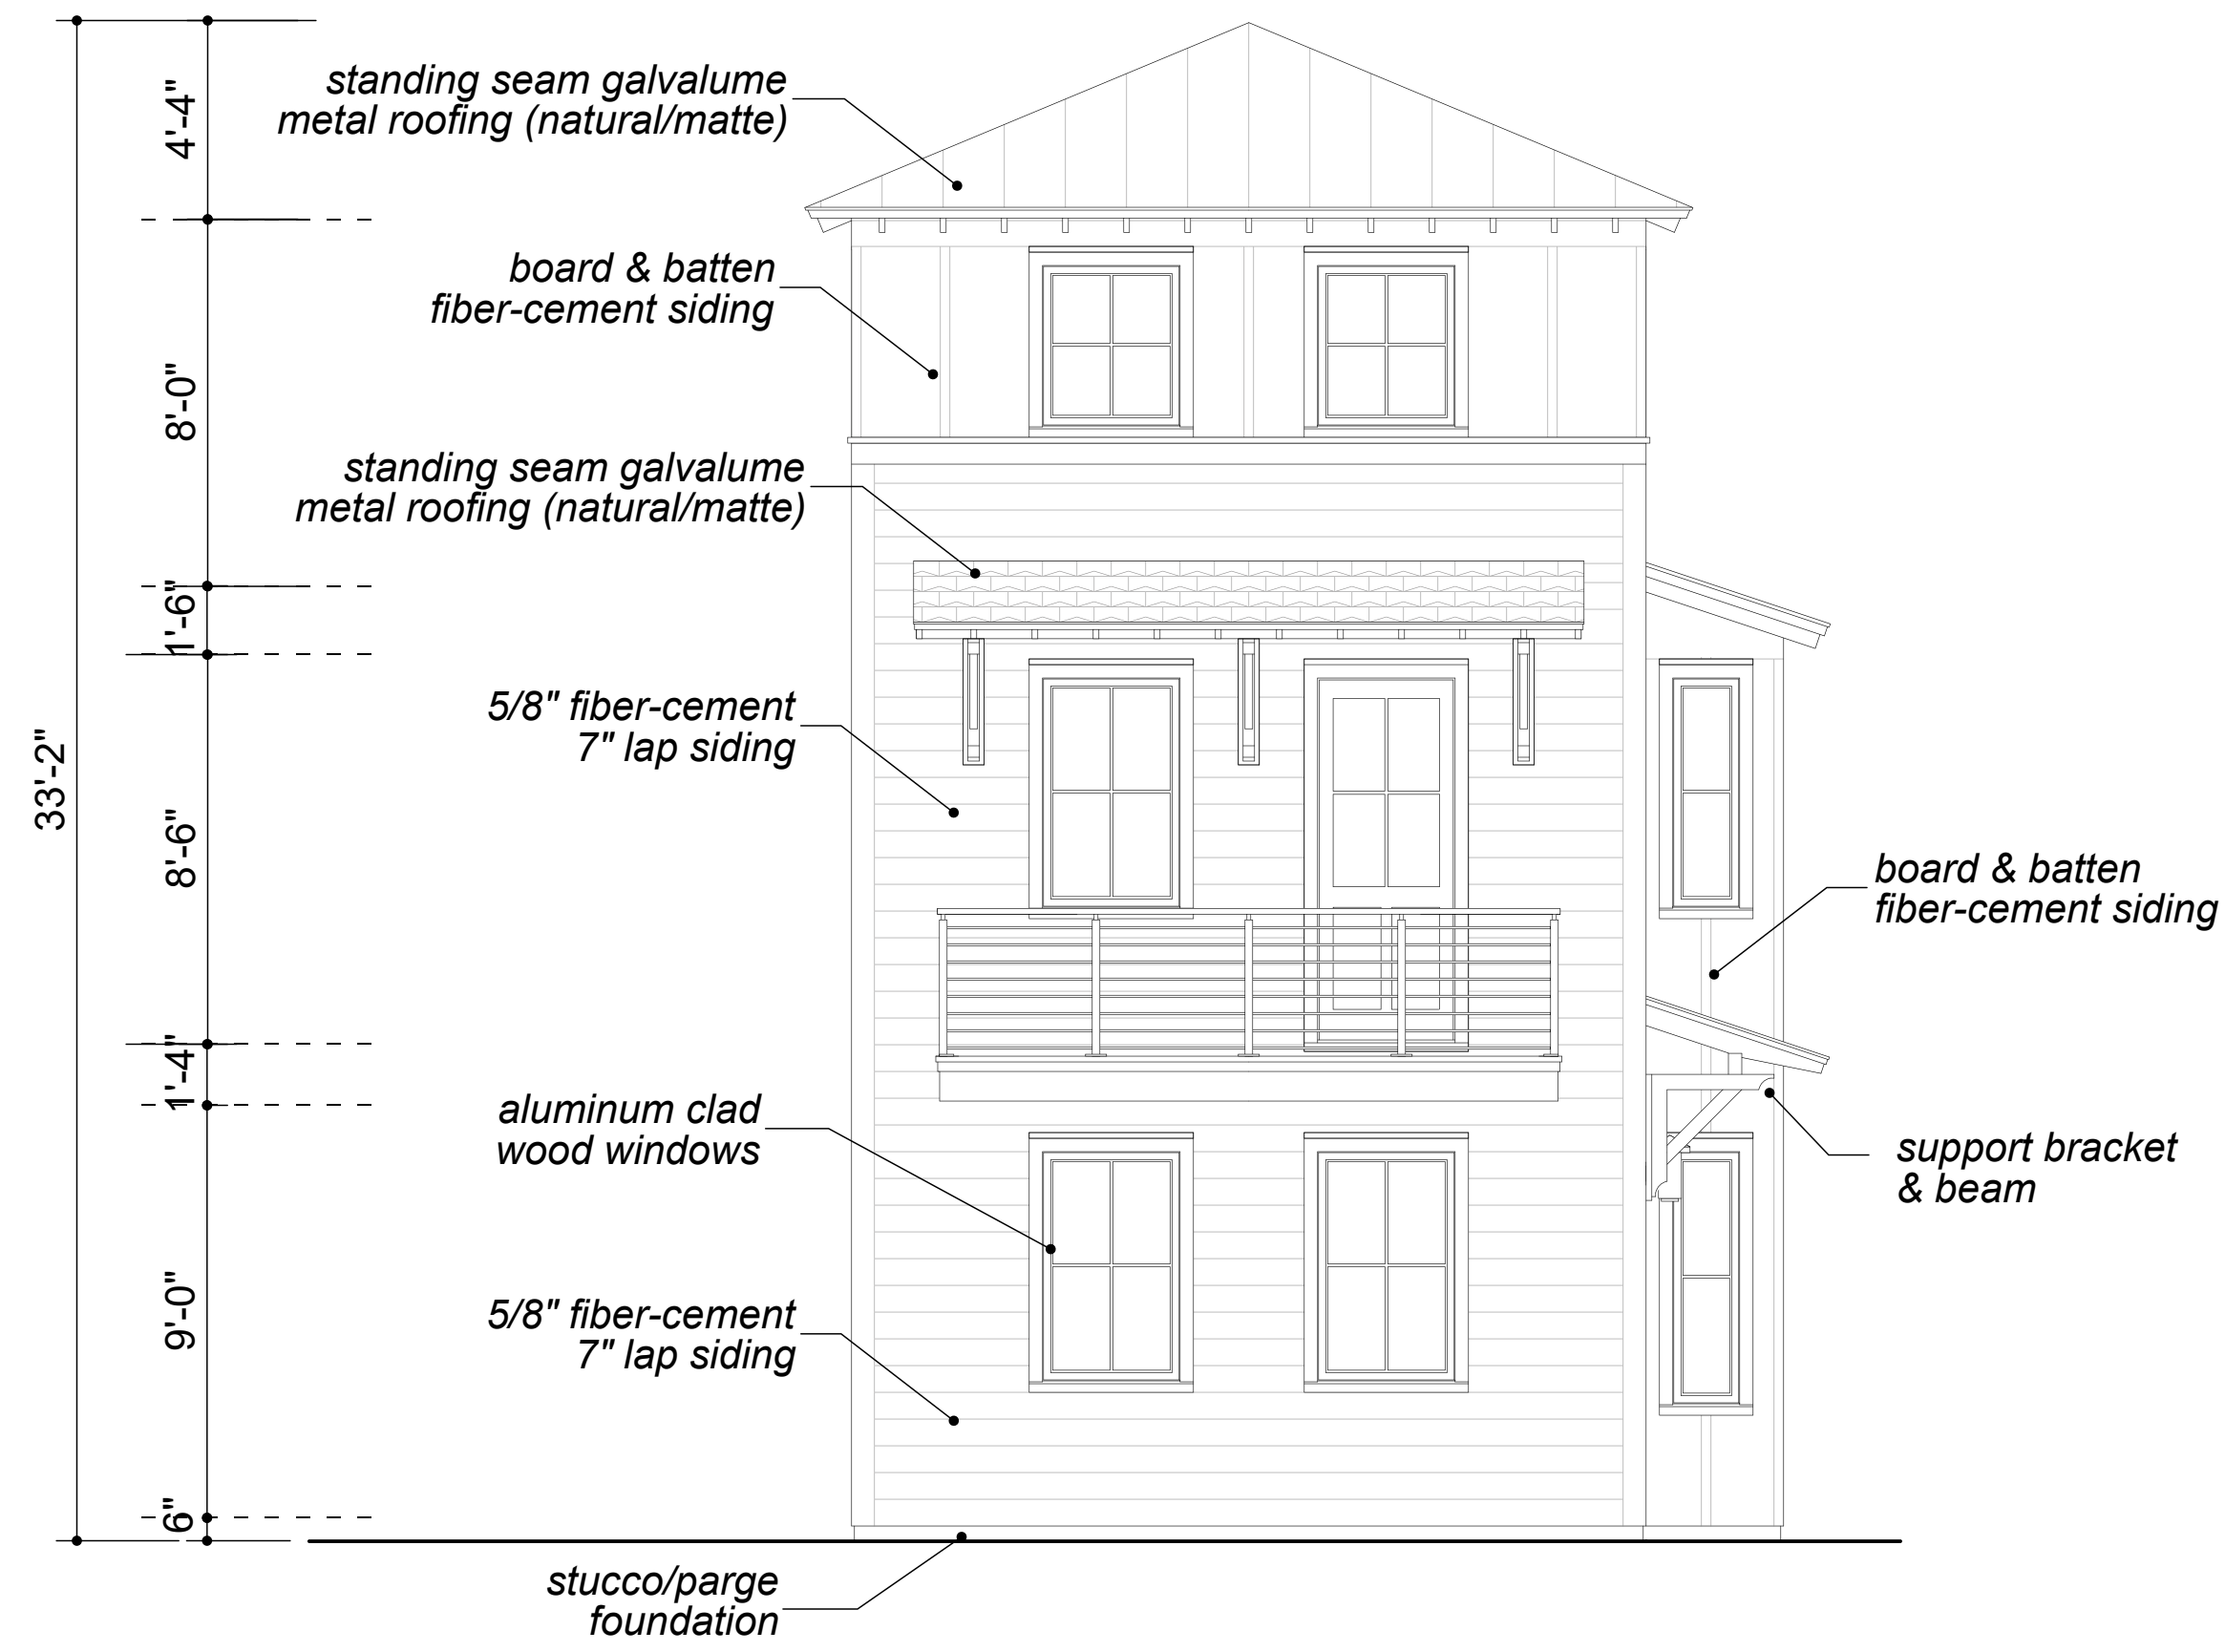 4'-4"
standing seam galvalume
metal roofing (natural/matte)
board & batten
fiber-cement siding
8'-0"
standing seam galvalume
metal roofing (natural/matte)
1'-6"
5/8" fiber-cement
7" lap siding
33'-2"
8'-6"
board & batten
fiber-cement siding
1'-4"
aluminum clad
wood windows
support bracket
& beam
9'-0"
5/8" fiber-cement
7" lap siding
6"
stucco/parge
foundation